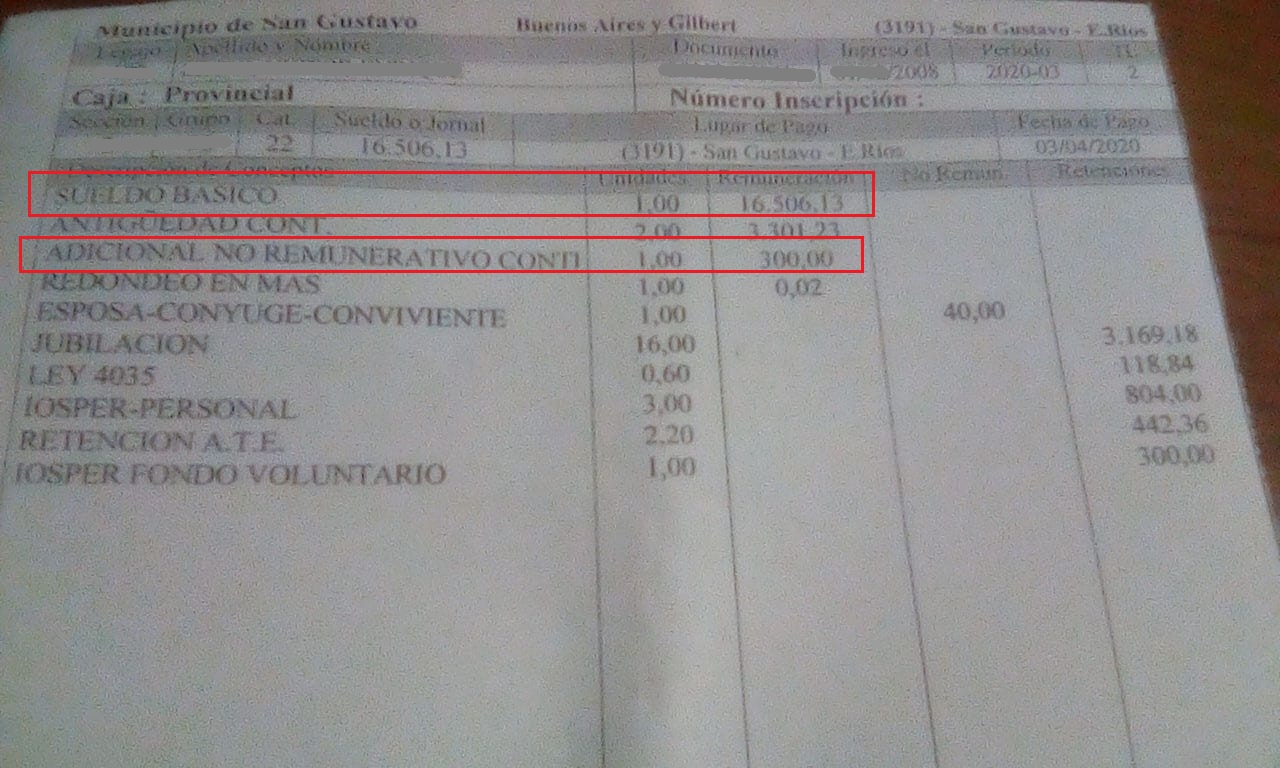 Municipio de San Gustavo Buenos Aires y Gilbert (3191) - San Gustavo - E.Rios
Legajo Apellido y Nombre Documento Ingreso el Período TL
/2008 2020-03 2
Caja : Provincial Número Inscripción :
Sección Grupo Cat. Sueldo o Jornal Lugar de Pago Fecha de Pago
22 16.506,13 (3191) - San Gustavo - E.Rios 03/04/2020
Descripción de Conceptos Unidades Remuneración No Remun. Retenciones
SUELDO BASICO 1,00 16.506,13
ANTIGÜEDAD CONT. 2,00 3.301,23
ADICIONAL NO REMUNERATIVO CONTI 1,00 300,00
REDONDEO EN MAS 1,00 0,02
ESPOSA-CONYUGE-CONVIVIENTE 1,00 40,00
JUBILACION 16,00 3.169,18
LEY 4035 0,60 118,84
IOSPER-PERSONAL 3,00 804,00
RETENCION A.T.E. 2,20 442,36
IOSPER FONDO VOLUNTARIO 1,00 300,00